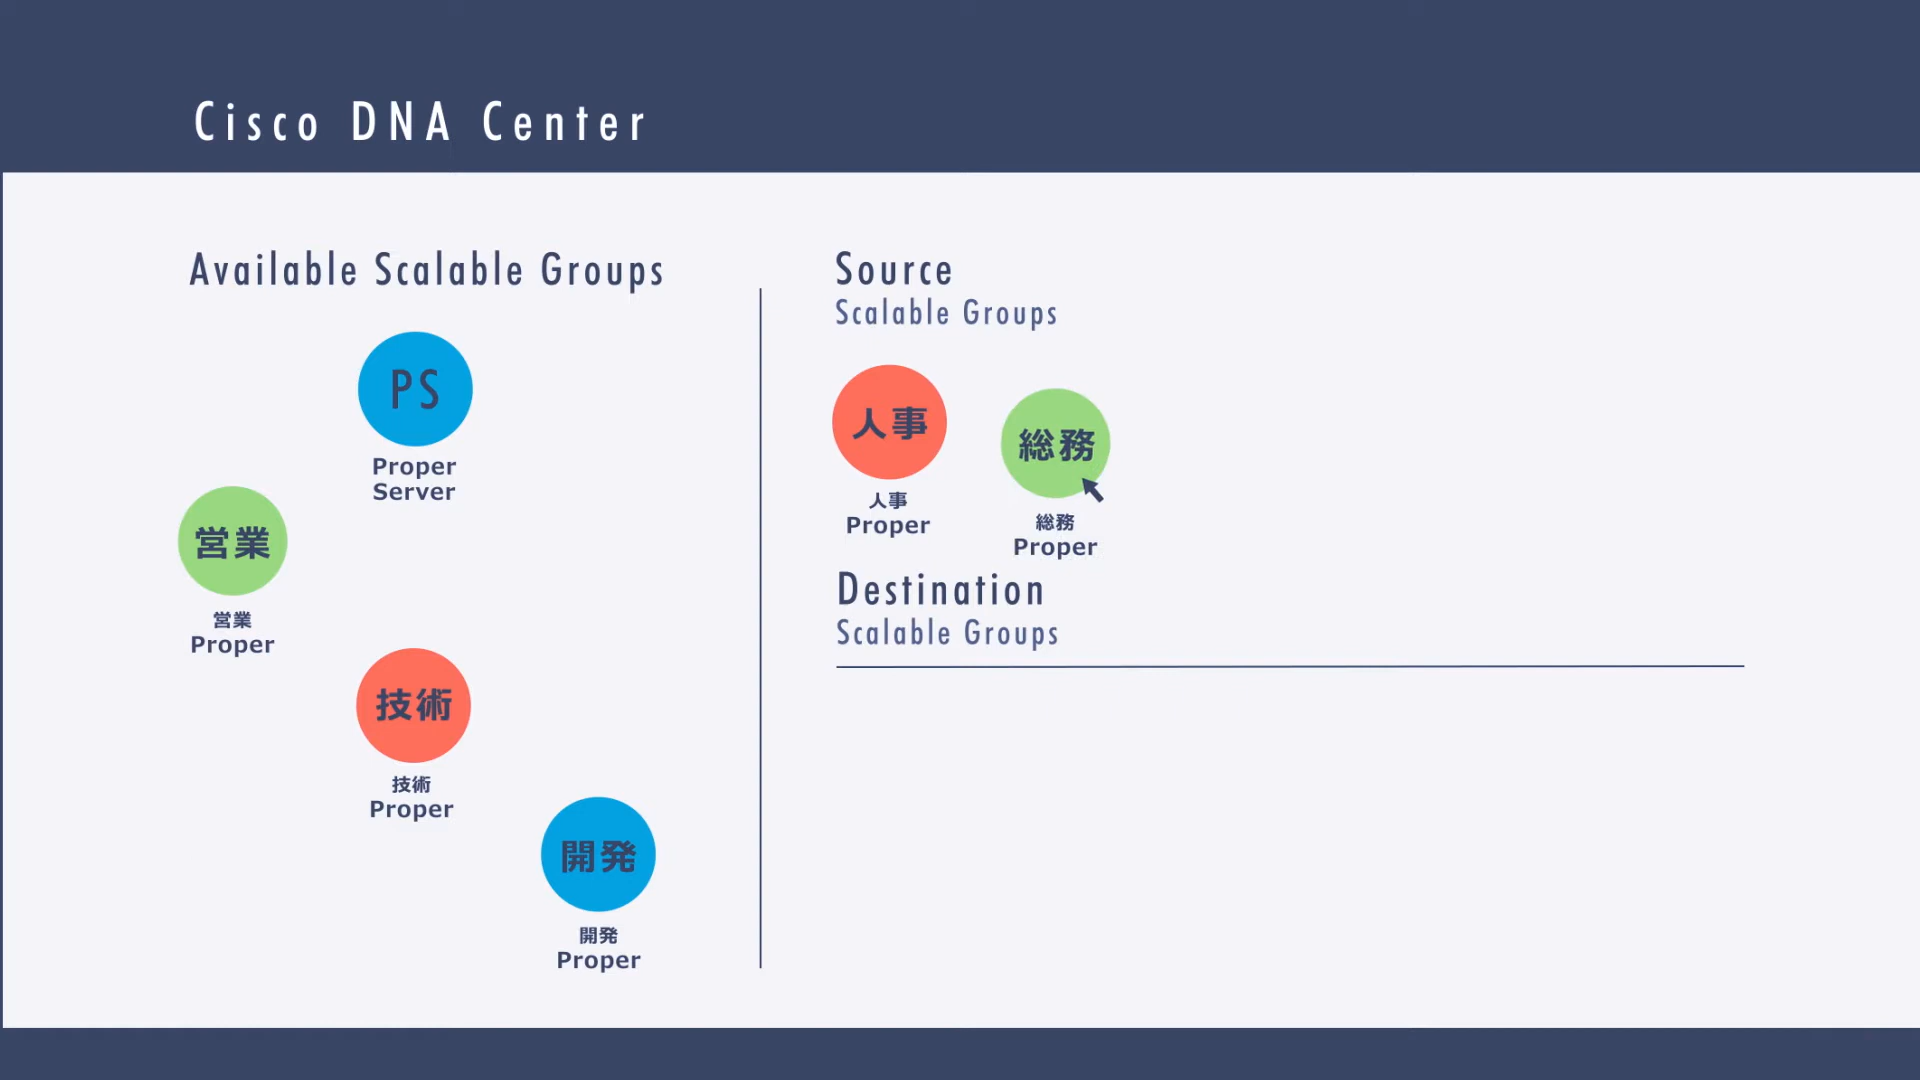 Cisco DNA Center
Available Scalable Groups
PS
Proper
Server
営業
営業
Proper
技術
技術
Proper
開発
開発
Proper
Source
Scalable Groups
人事
人事
Proper
総務
総務
Proper
Destination
Scalable Groups